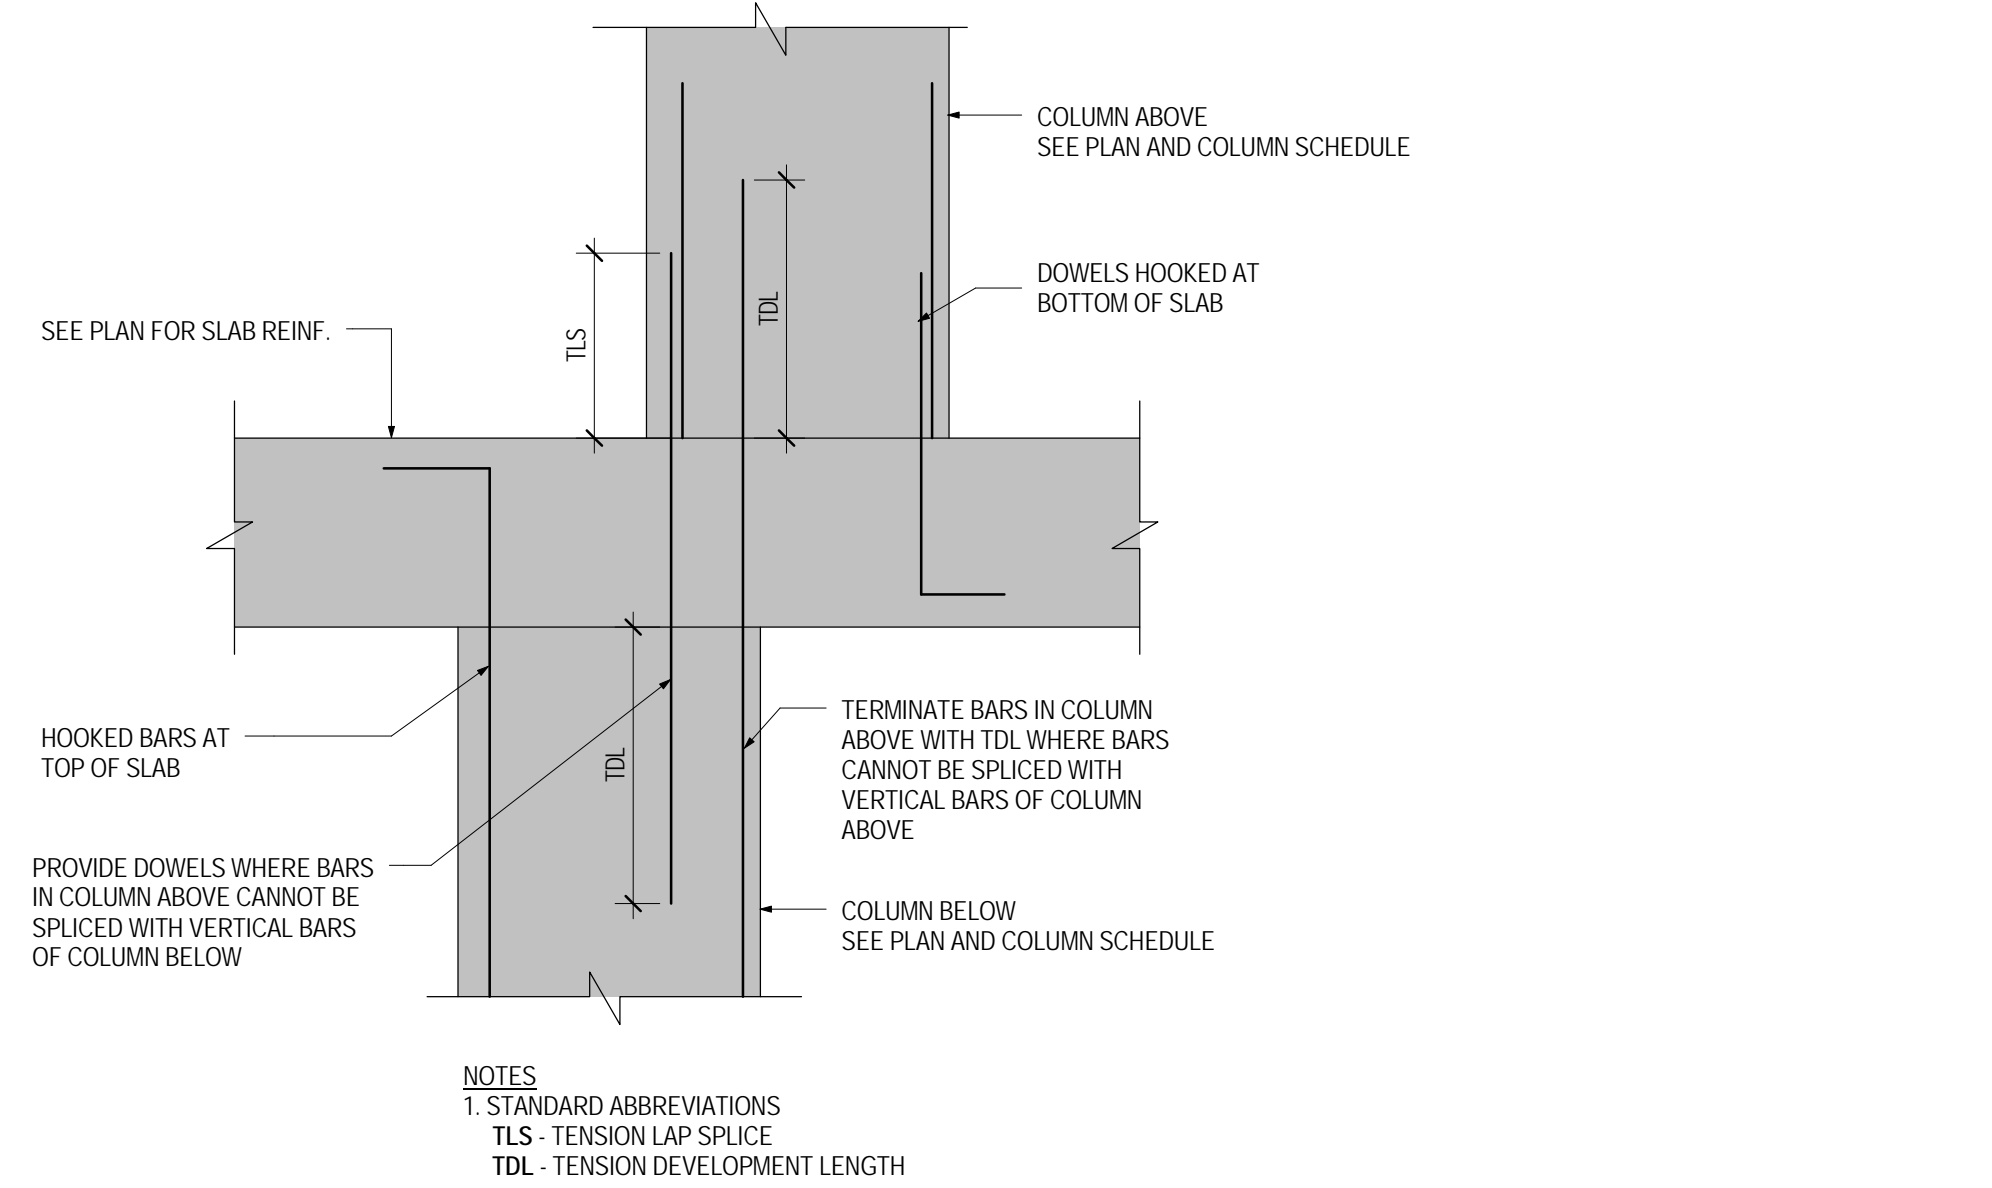 COLUMN ABOVE
SEE PLAN AND COLUMN SCHEDULE
DOWELS HOOKED AT
BOTTOM OF SLAB
TDL
TLS
SEE PLAN FOR SLAB REINF.
HOOKED BARS AT
TOP OF SLAB
TDL
TERMINATE BARS IN COLUMN
ABOVE WITH TDL WHERE BARS
CANNOT BE SPLICED WITH
VERTICAL BARS OF COLUMN
ABOVE
PROVIDE DOWELS WHERE BARS
IN COLUMN ABOVE CANNOT BE
SPLICED WITH VERTICAL BARS
OF COLUMN BELOW
COLUMN BELOW
SEE PLAN AND COLUMN SCHEDULE
NOTES
1. STANDARD ABBREVIATIONS
TLS - TENSION LAP SPLICE
TDL - TENSION DEVELOPMENT LENGTH